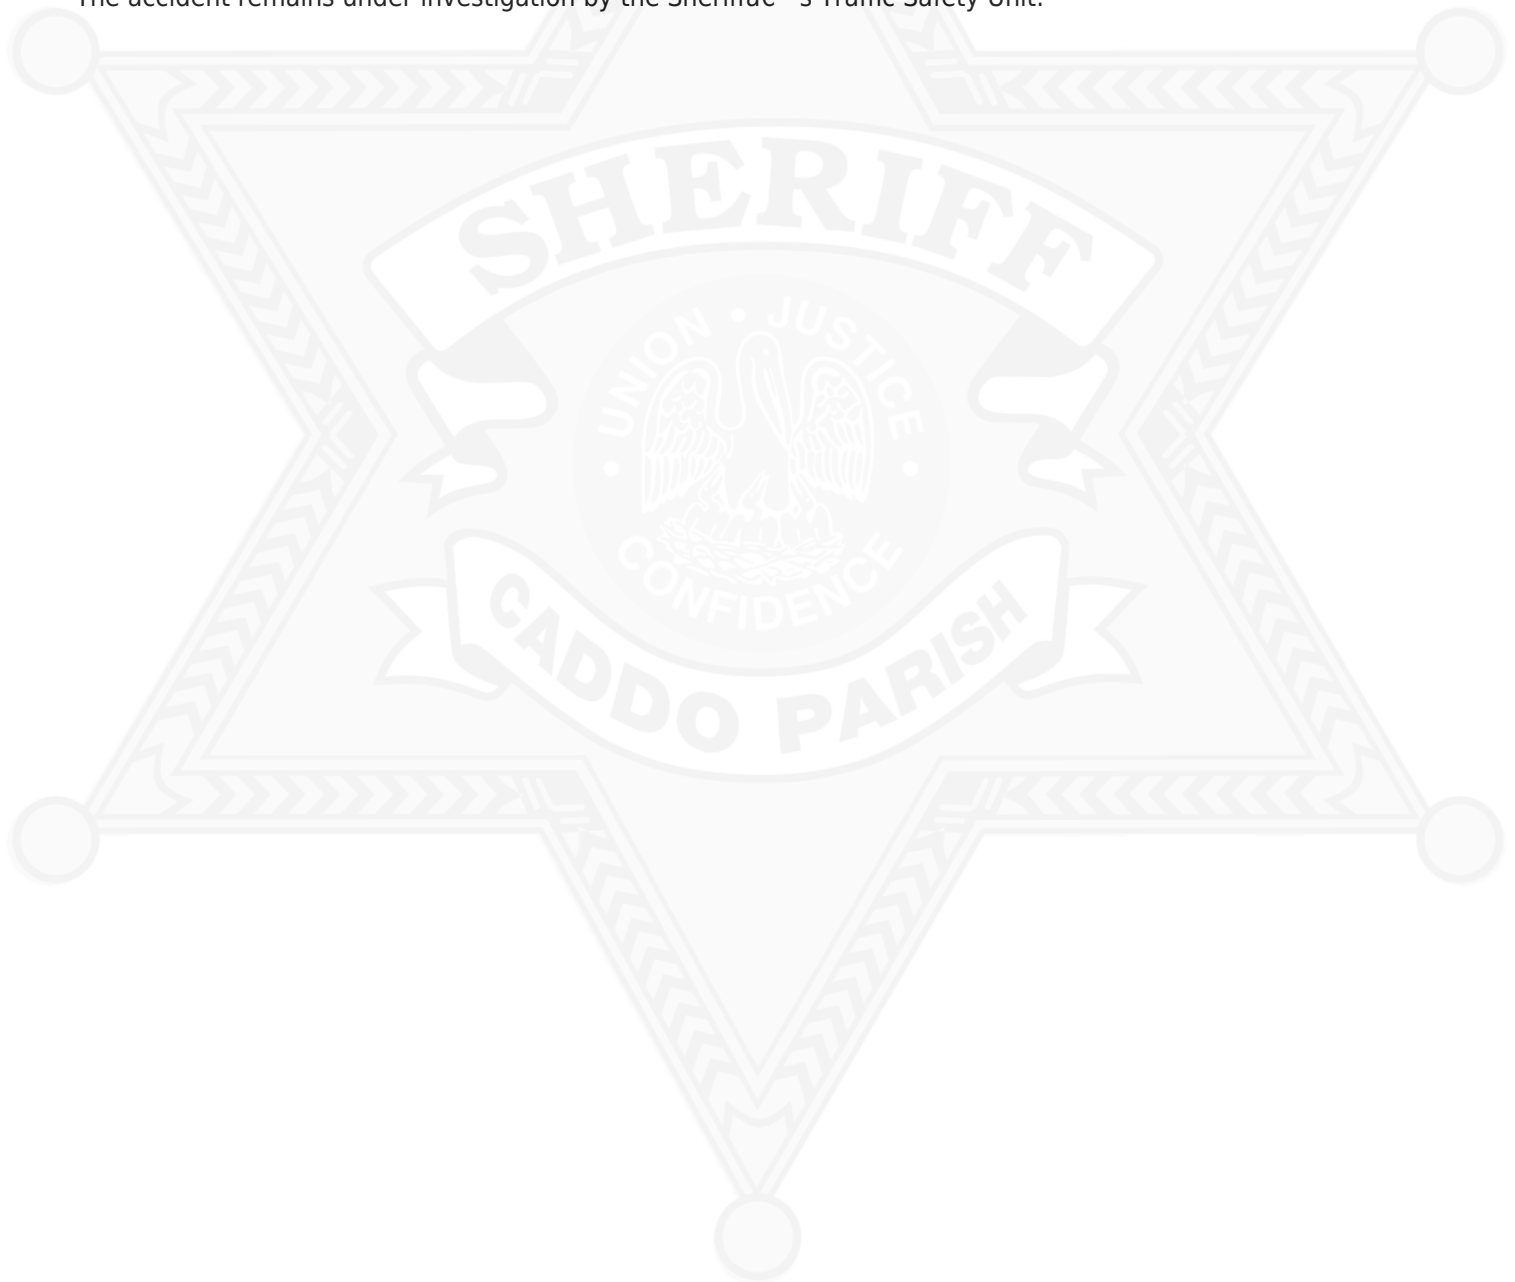 The accident remains under investigation by the Sheriffâ€™s Traffic Safety Unit.
SHERIFF
UNION • JUSTICE
CONFIDENCE
CADDO PARISH